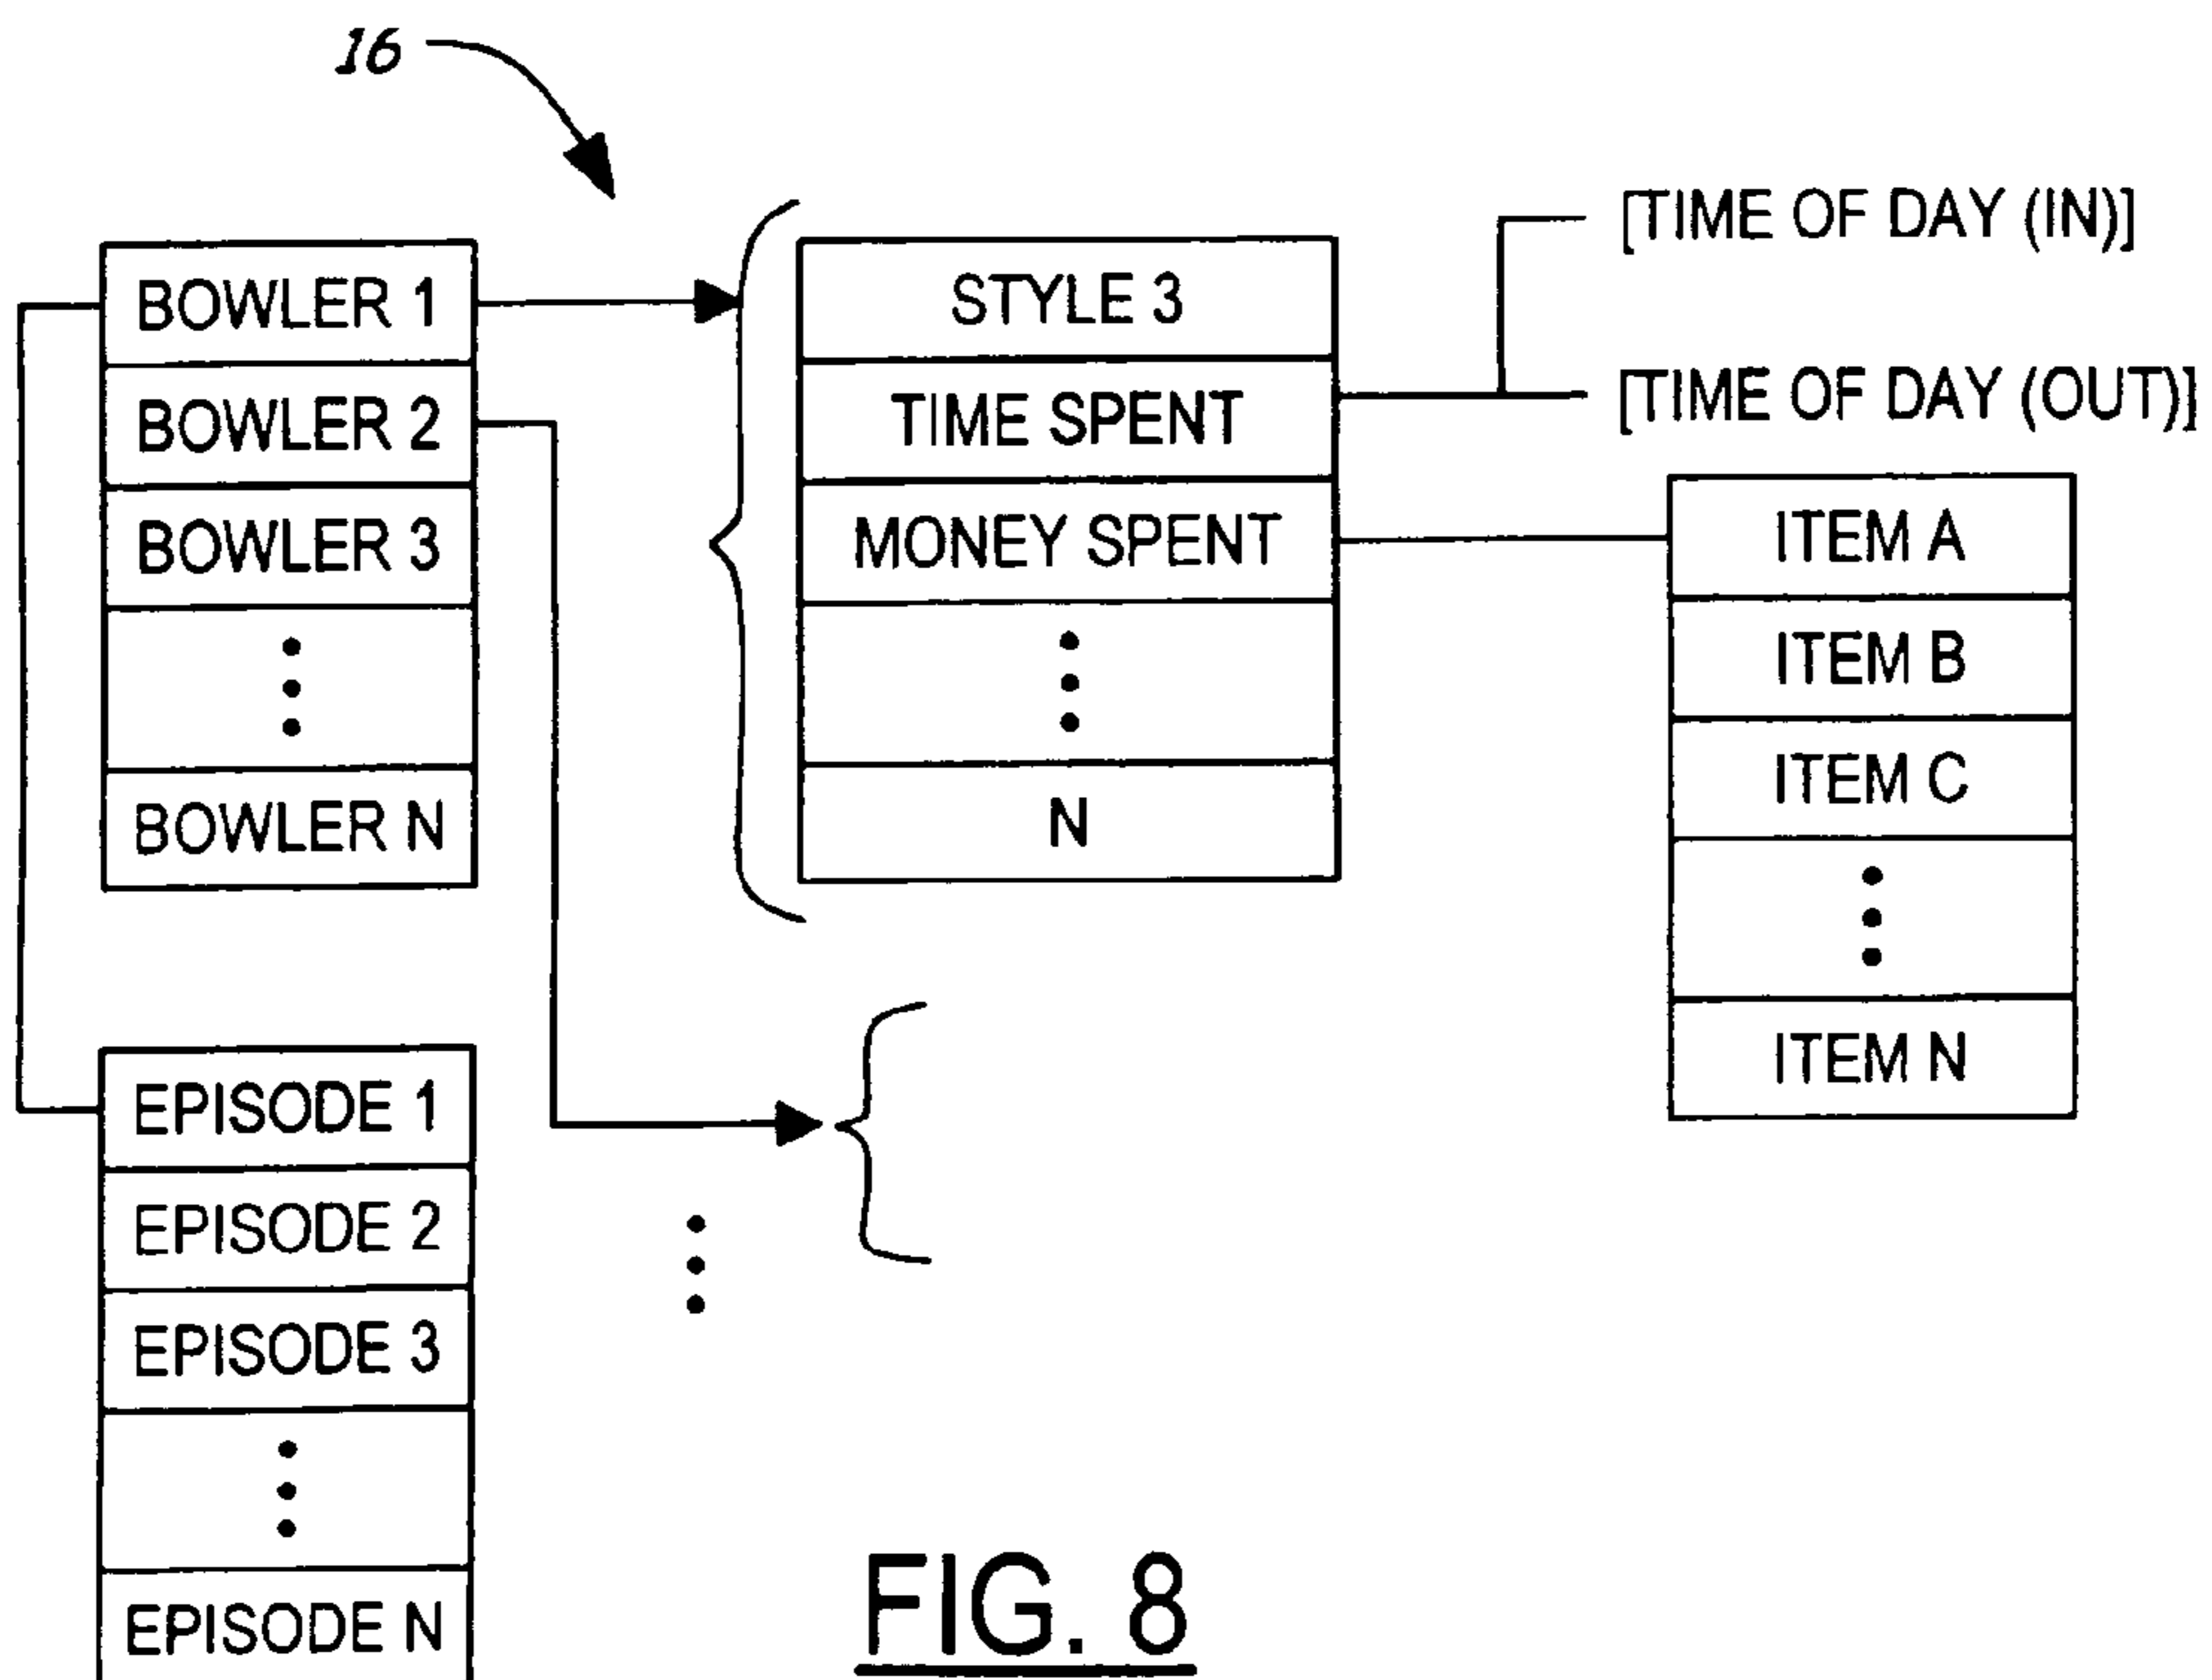 16
BOWLER 1
BOWLER 2
BOWLER 3
BOWLER N
STYLE 3
TIME SPENT
MONEY SPENT
N
[TIME OF DAY (IN)]
[TIME OF DAY (OUT)]
ITEM A
ITEM B
ITEM C
ITEM N
EPISODE 1
EPISODE 2
EPISODE 3
EPISODE N
FIG. 8